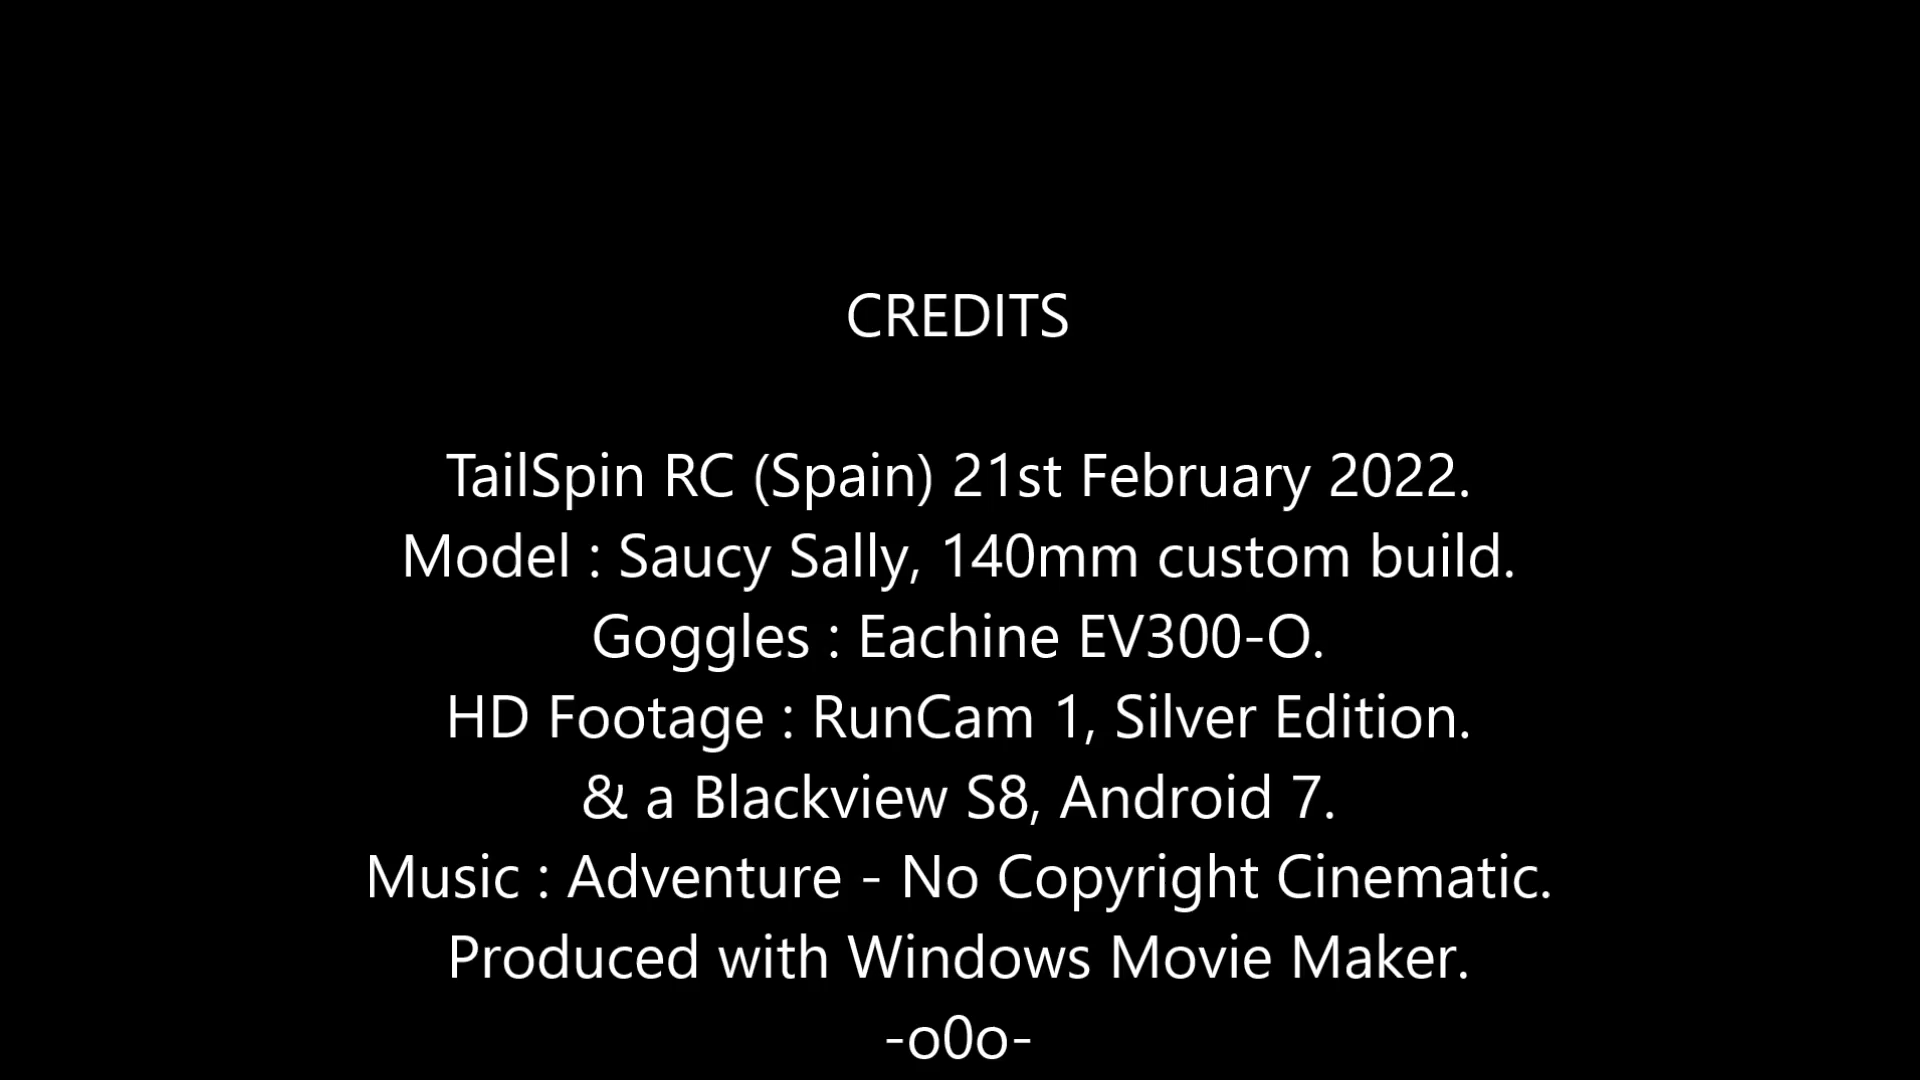 CREDITS
TailSpin RC (Spain) 21st February 2022.
Model : Saucy Sally, 140mm custom build.
Goggles : Eachine EV300-O.
HD Footage : RunCam 1, Silver Edition.
& a Blackview S8, Android 7.
Music : Adventure - No Copyright Cinematic.
Produced with Windows Movie Maker.
-o0o-